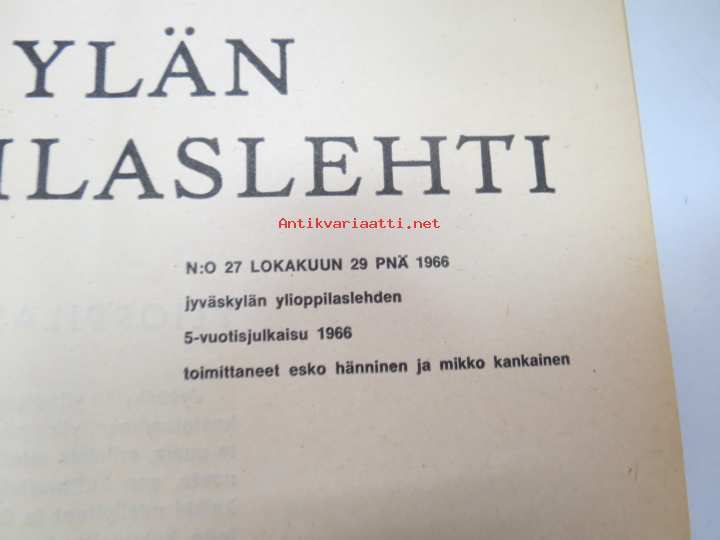 YLÄN
ILASLEHTI
Antikvariaatti.net
N:O 27 LOKAKUUN 29 PNÄ 1966
jyväskylän ylioppilaslehden
5-vuotisjulkaisu 1966
toimittaneet esko hänninen ja mikko kankainen